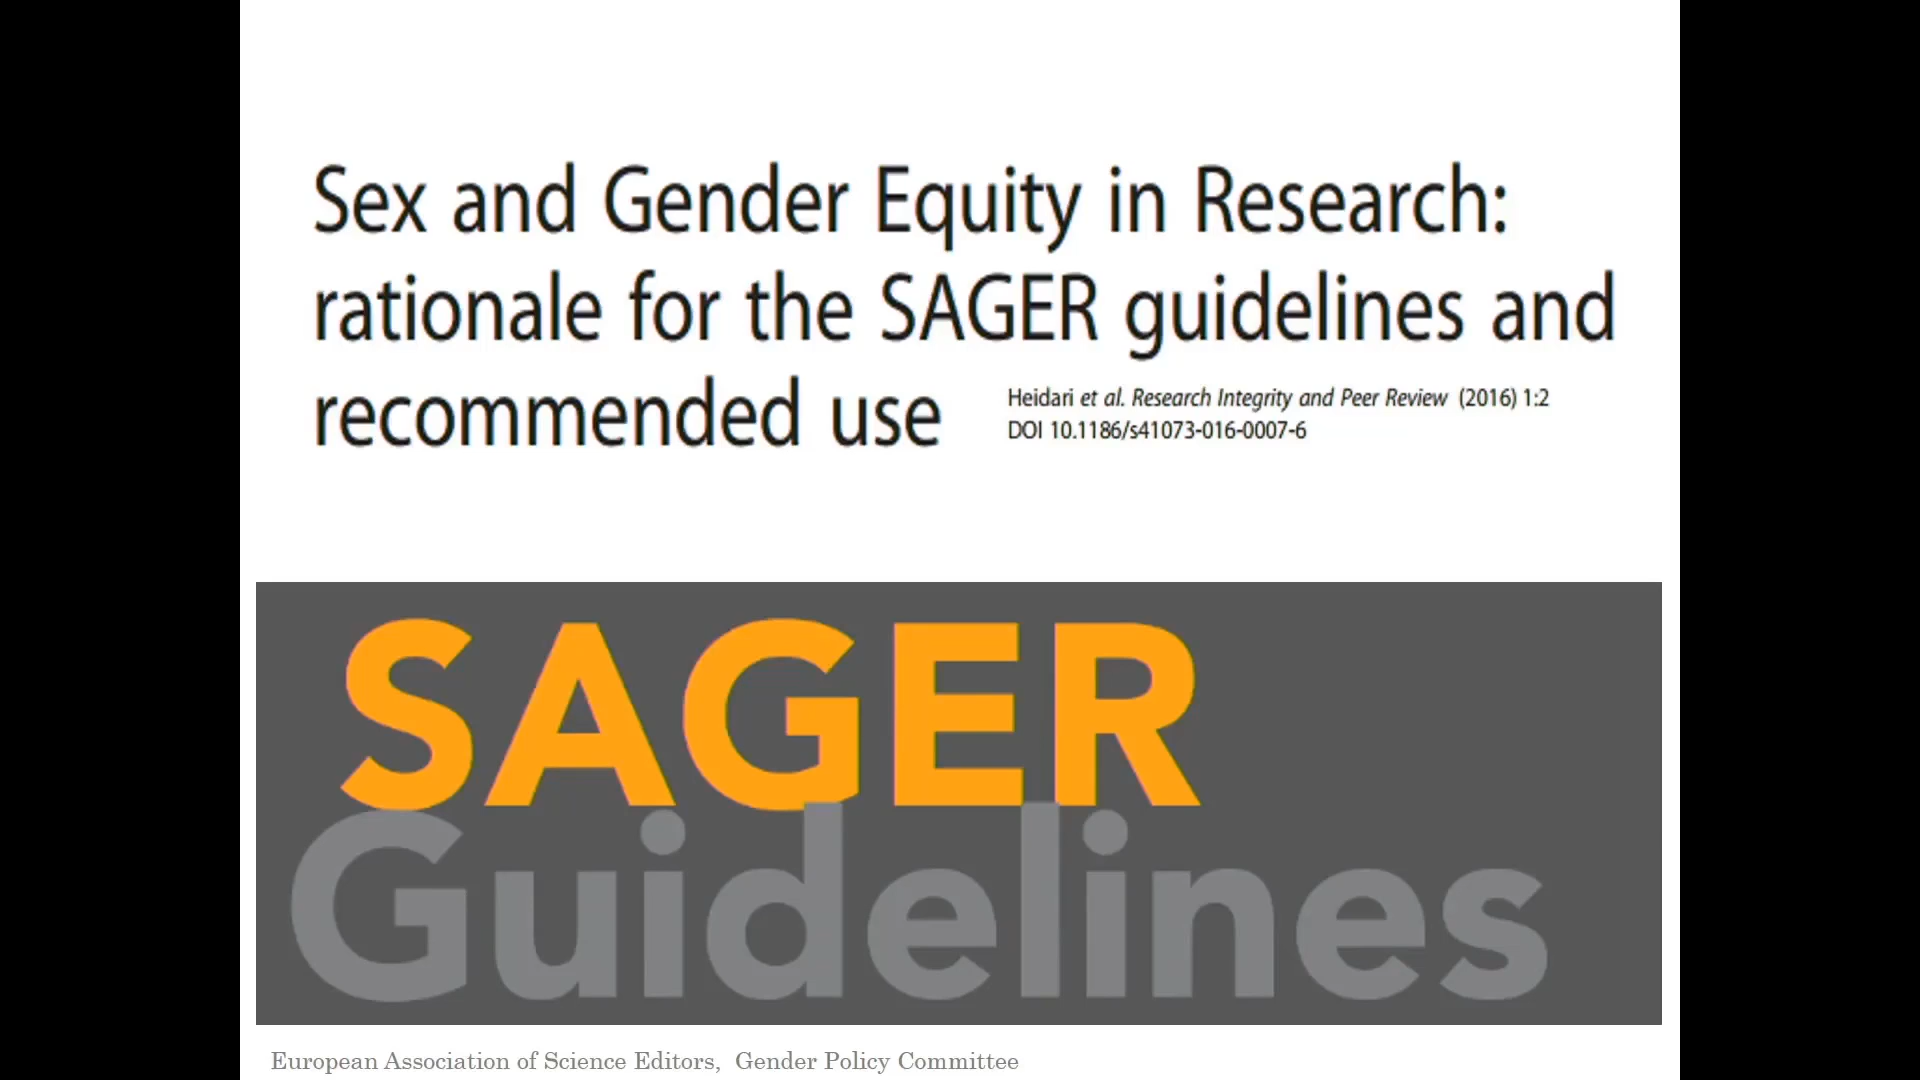 Sex and Gender Equity in Research:
rationale for the SAGER guidelines and
recommended use
Heidari et al. Research Integrity and Peer Review (2016) 1:2
DOI 10.1186/s41073-016-0007-6
SAGER
Guidelines
European Association of Science Editors, Gender Policy Committee